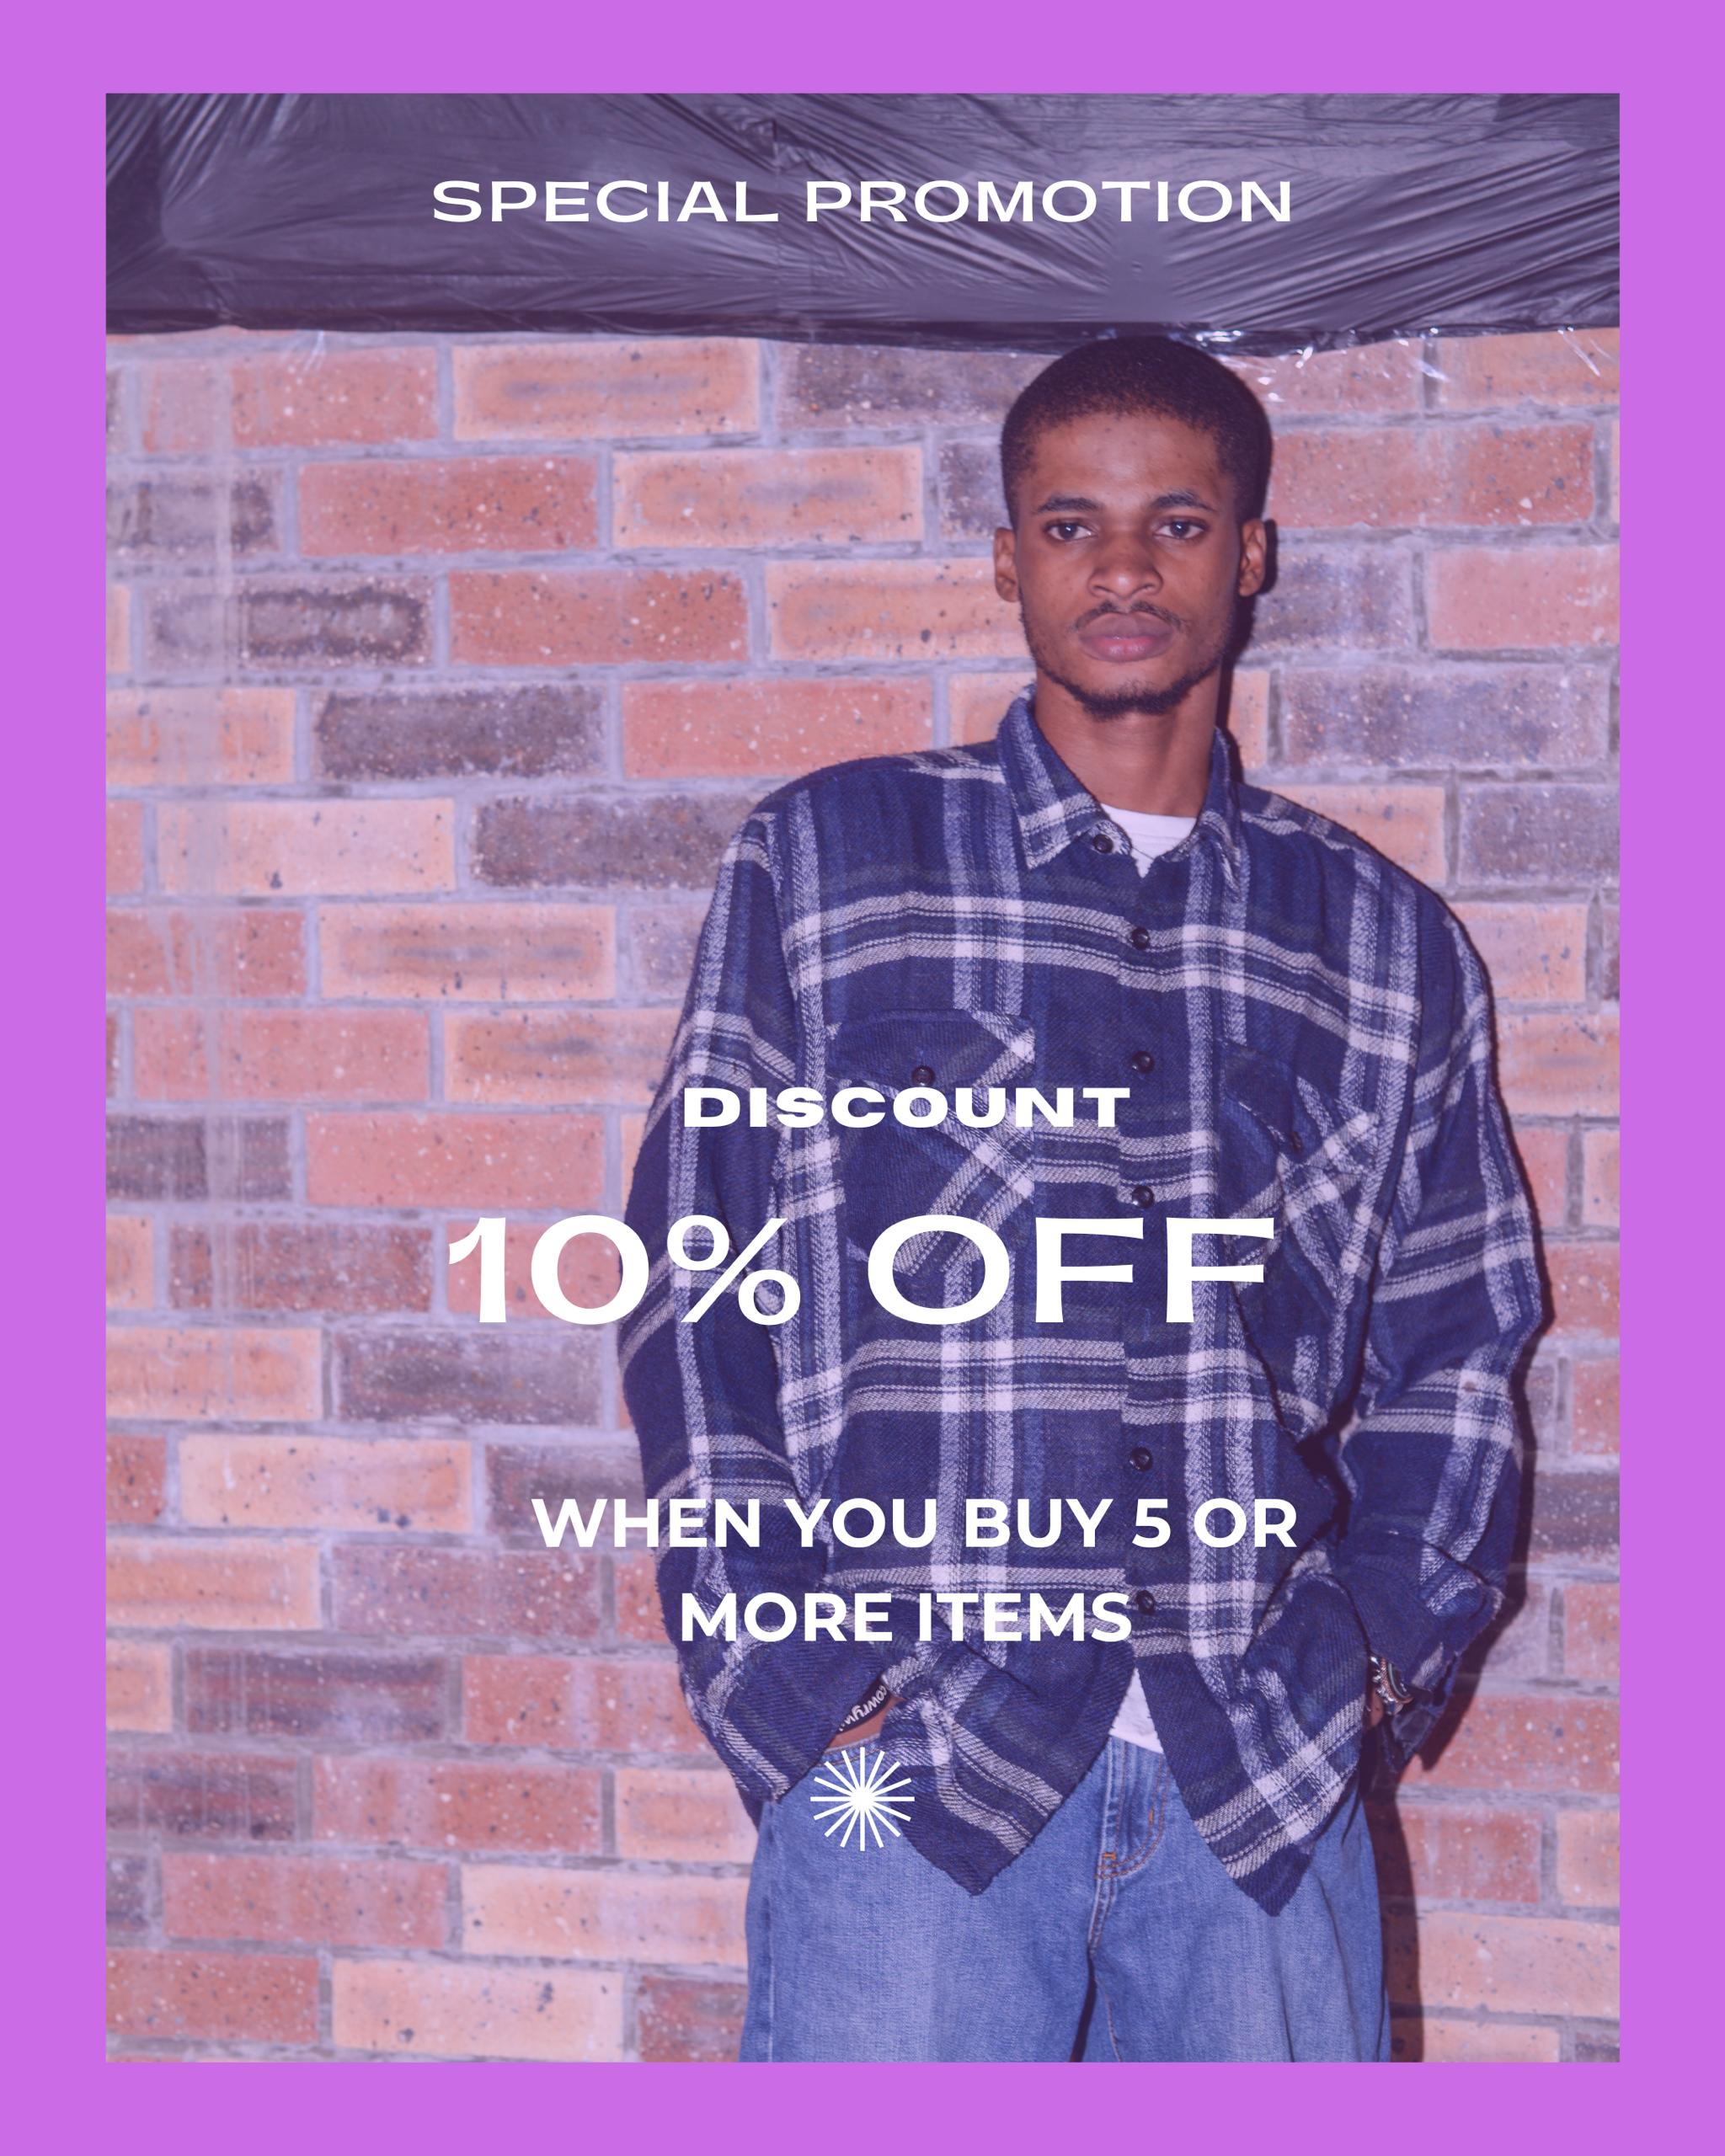 SPECIAL PROMOTION
DISCOUNT
10% OFF
WHEN YOU BUY 5 OR
MORE ITEMS